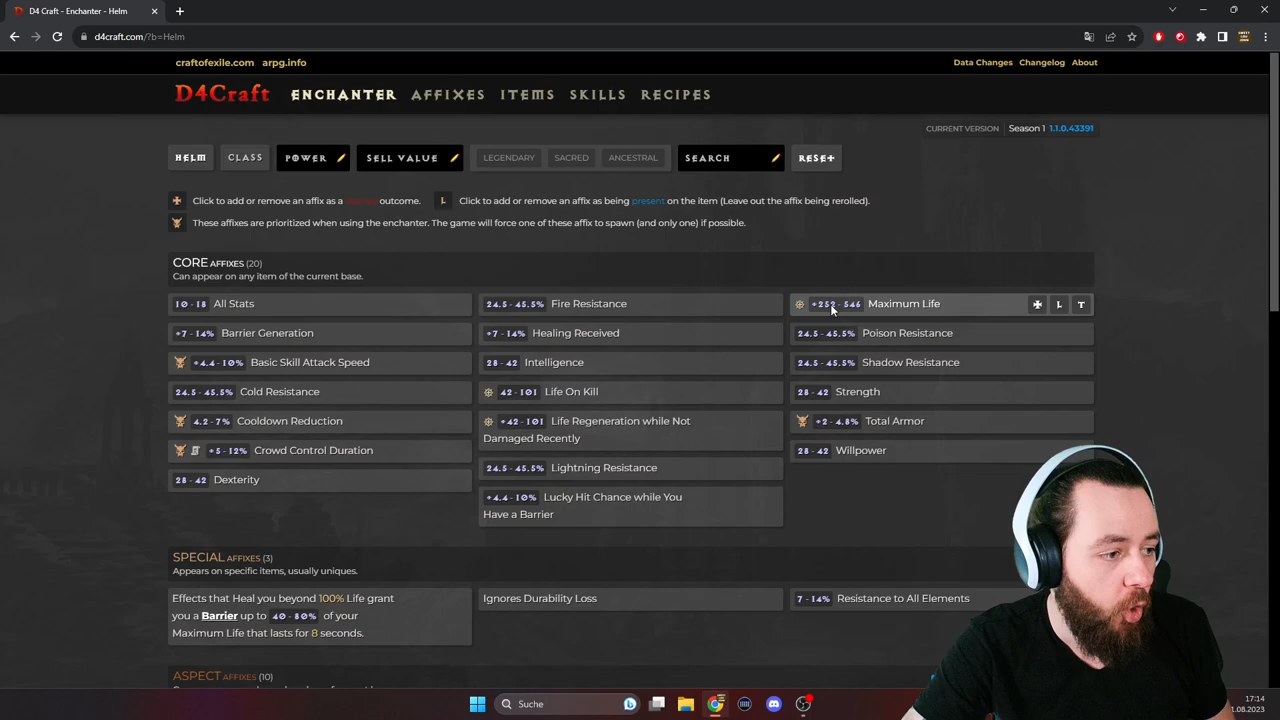 D4 Craft - Enchanter - Helm
d4craft.com/?b=Helm
craftofexile.com arpg.info
Data Changes Changelog About
D4Craft ENCHANTER AFFIXES ITEMS SKILLS RECIPES
CURRENT VERSION Season 1 1.1.0.43391
HELM CLASS POWER SELL VALUE LEGENDARY SACRED ANCESTRAL SEARCH RESET
Click to add or remove an affix as a desired outcome. L Click to add or remove an affix as being present on the item (Leave out the affix being rerolled).
These affixes are prioritized when using the enchanter. The game will force one of these affix to spawn (and only one) if possible.
CORE AFFIXES (20)
Can appear on any item of the current base.
10 - 18 All Stats
+7 - 14% Barrier Generation
+4.4 - 10% Basic Skill Attack Speed
24.5 - 45.5% Cold Resistance
4.2 - 7% Cooldown Reduction
+5 - 12% Crowd Control Duration
28 - 42 Dexterity
24.5 - 45.5% Fire Resistance
+7 - 14% Healing Received
28 - 42 Intelligence
42 - 101 Life On Kill
+42 - 101 Life Regeneration while Not
Damaged Recently
24.5 - 45.5% Lightning Resistance
+4.4 - 10% Lucky Hit Chance while You
Have a Barrier
+252 - 546 Maximum Life L T
24.5 - 45.5% Poison Resistance
24.5 - 45.5% Shadow Resistance
28 - 42 Strength
+2 - 4.8% Total Armor
28 - 42 Willpower
SPECIAL AFFIXES (3)
Appears on specific items, usually uniques.
Effects that Heal you beyond 100% Life grant
you a Barrier up to 40 - 80% of your
Maximum Life that lasts for 8 seconds.
Ignores Durability Loss
7 - 14% Resistance to All Elements
ASPECT AFFIXES (10)
Suche
17:14
1.08.2023